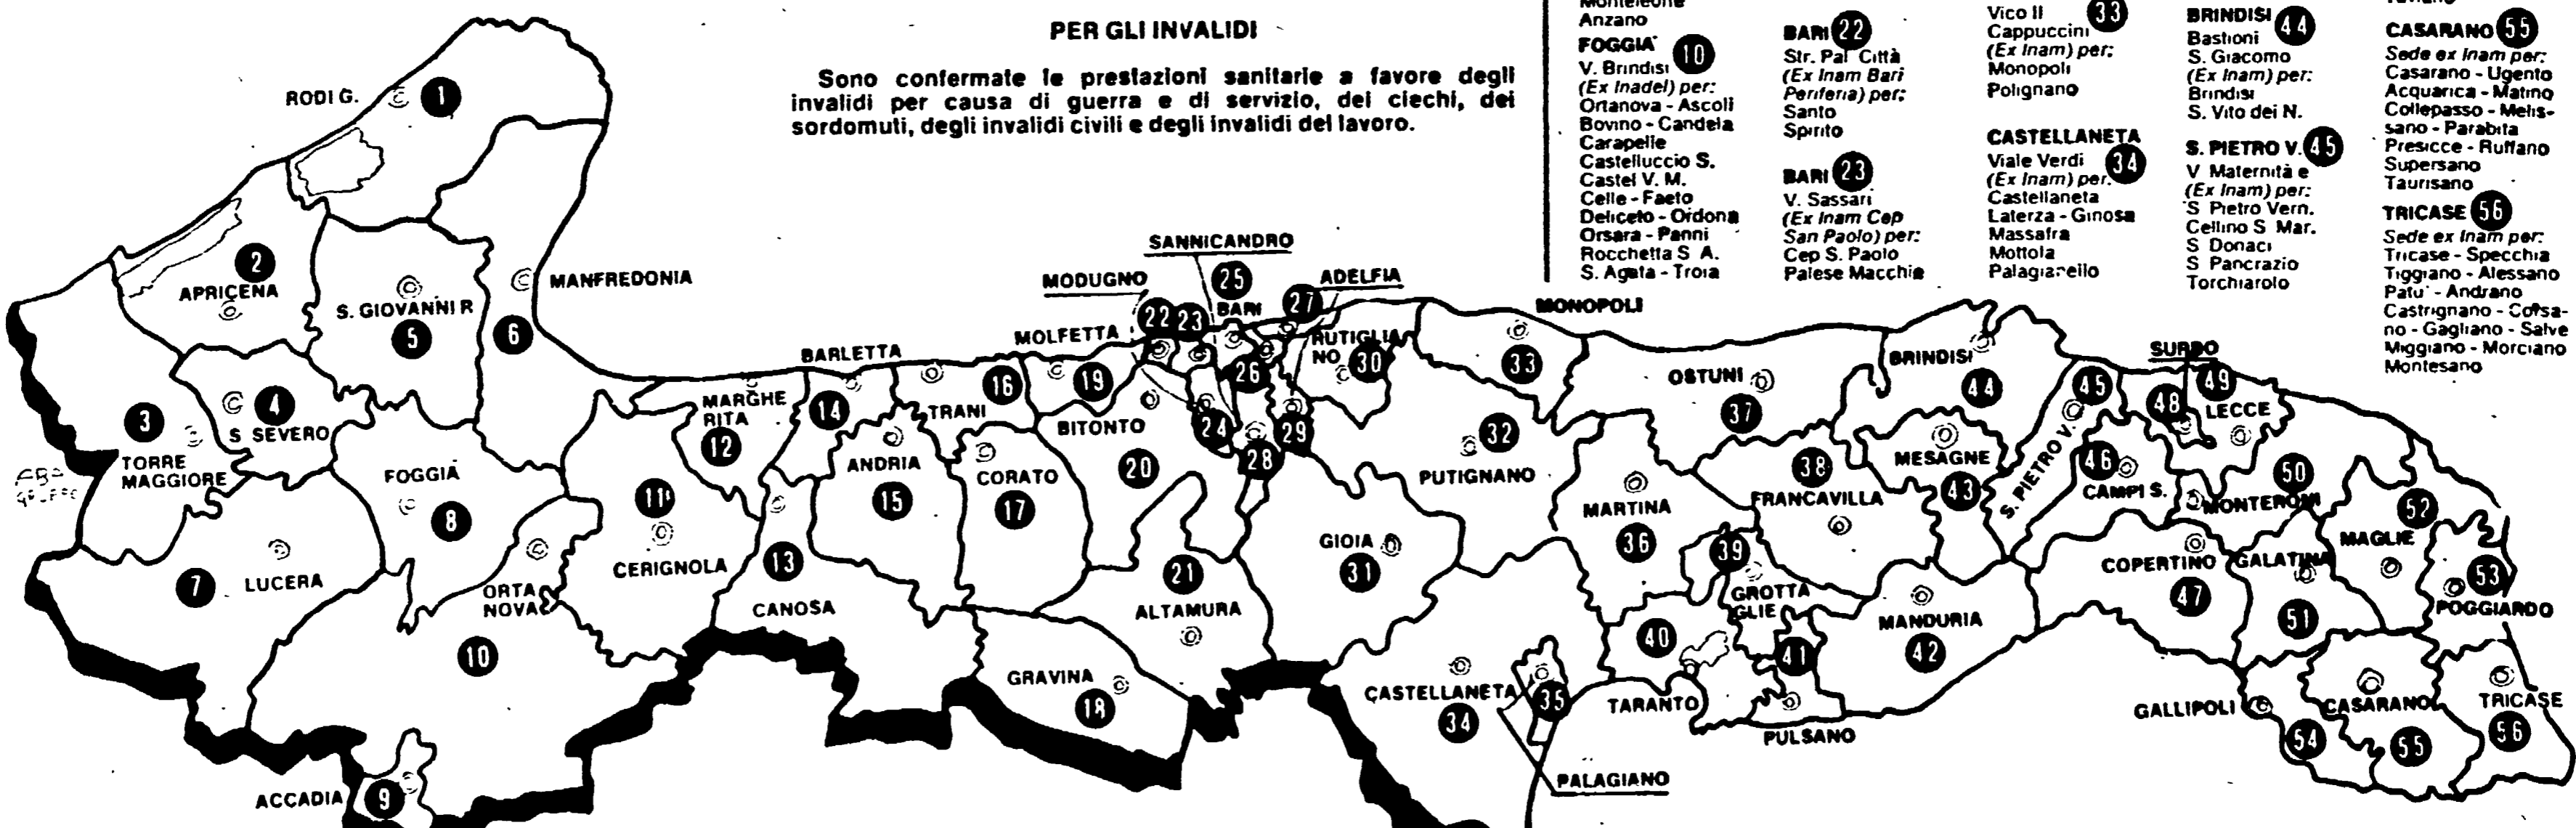 PER GLI INVALIDI
Sono confermate le prestazioni sanitarie a favore degli
invalidi per causa di guerra e di servizio, dei ciechi, dei
sordomuti, degli invalidi civili e degli invalidi del lavoro.
Monteleone
Anzano
FOGGIA 10
V. Brindisi
(Ex Inadel) per:
Ortanova - Ascoli
Bovino - Candela
Carapelle
Castelluccio S.
Castel V. M.
Celle - Faeto
Deliceto - Ordona
Orsara - Panni
Rocchetta S A.
S. Agata - Troia
BARI 22
Str. Pal Città
(Ex Inam Bari
Periferia) per:
Santo
Spirito
BARI 23
V. Sassari
(Ex Inam Cep
San Paolo) per:
Cep S. Paolo
Palese Macchie
Vico II 33
Cappuccini
(Ex Inam) per:
Monopoli
Polignano
CASTELLANETA
Viale Verdi 34
(Ex Inam) per:
Castellaneta
Laterza - Ginosa
Massafra
Mottola
Palagianello
BRINDISI 44
Bastioni
S. Giacomo
(Ex Inam) per:
Brindisi
S. Vito dei N.
S. PIETRO V. 45
V Maternità e
(Ex Inam) per:
S Pietro Vern.
Cellino S Mar.
S Donaci
S Pancrazio
Torchiarolo
CASARANO 55
Sede ex Inam per:
Casarano - Ugento
Acquarica - Matino
Collepasso - Melis-
sano - Parabita
Presicce - Ruffano
Supersano
Taurisano
TRICASE 56
Sede ex Inam per:
Tricase - Specchia
Tiggiano - Alessano
Patu' - Andrano
Castrignano - Corsa-
no - Gagliano - Salve
Miggiano - Morciano
Montesano
RODI G. 1
APRICENA 2
TORRE
MAGGIORE 3
S SEVERO 4
S. GIOVANNI R 5
MANFREDONIA 6
LUCERA 7
FOGGIA 8
ACCADIA 9
ORTA
NOVA 10
CERIGNOLA 11
MARGHE
RITA 12
CANOSA 13
BARLETTA 14
ANDRIA 15
TRANI 16
CORATO 17
GRAVINA 18
MOLFETTA 19
BITONTO 20
ALTAMURA 21
MODUGNO
SANNICANDRO
BARI
22 23 24 25 26
ADELFIA
27 28 29
RUTIGLIA
NO 30
GIOIA 31
PUTIGNANO 32
MONOPOLI 33
CASTELLANETA 34
PALAGIANO 35
MARTINA 36
OSTUNI 37
FRANCAVILLA 38
GROTTA
GLIE 39
TARANTO 40
PULSANO 41
MANDURIA 42
MESAGNE 43
BRINDISI 44
S. PIETRO V. 45
CAMPI S. 46
COPERTINO 47
SURBO 48
LECCE 49
MONTERONI 50
GALATINA 51
MAGLIE 52
POGGIARDO 53
GALLIPOLI 54
CASARANO 55
TRICASE 56